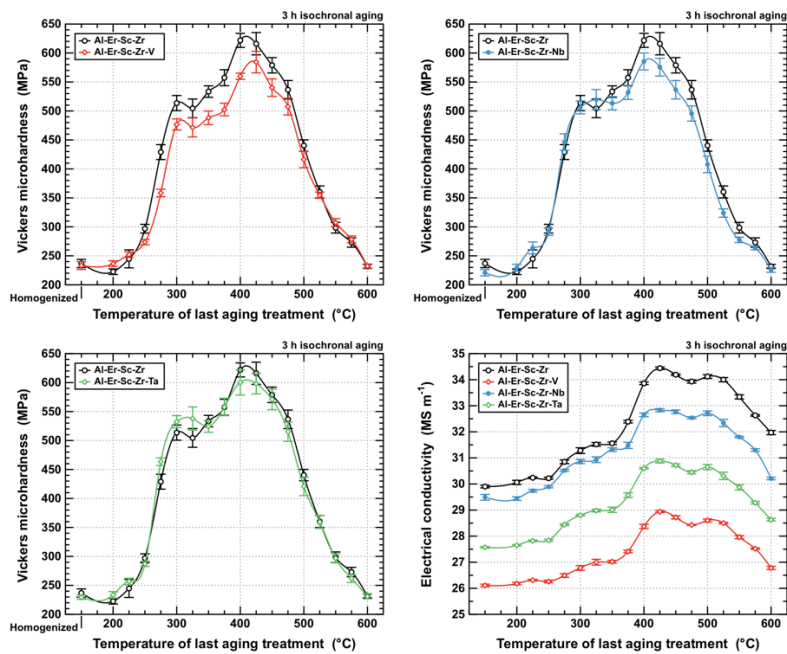 3 h isochronal aging
Al-Er-Sc-Zr
Al-Er-Sc-Zr-V
Vickers microhardness (MPa)
650
600
550
500
450
400
350
300
250
200
200 300 400 500 600
Homogenized
Temperature of last aging treatment (°C)
3 h isochronal aging
Al-Er-Sc-Zr
Al-Er-Sc-Zr-Nb
Vickers microhardness (MPa)
650
600
550
500
450
400
350
300
250
200
200 300 400 500 600
Homogenized
Temperature of last aging treatment (°C)
3 h isochronal aging
Al-Er-Sc-Zr
Al-Er-Sc-Zr-Ta
Vickers microhardness (MPa)
650
600
550
500
450
400
350
300
250
200
200 300 400 500 600
Homogenized
Temperature of last aging treatment (°C)
3 h isochronal aging
Al-Er-Sc-Zr
Al-Er-Sc-Zr-V
Al-Er-Sc-Zr-Nb
Al-Er-Sc-Zr-Ta
Electrical conductivity (MS m⁻¹)
35
34
33
32
31
30
29
28
27
26
25
200 300 400 500 600
Temperature of last aging treatment (°C)